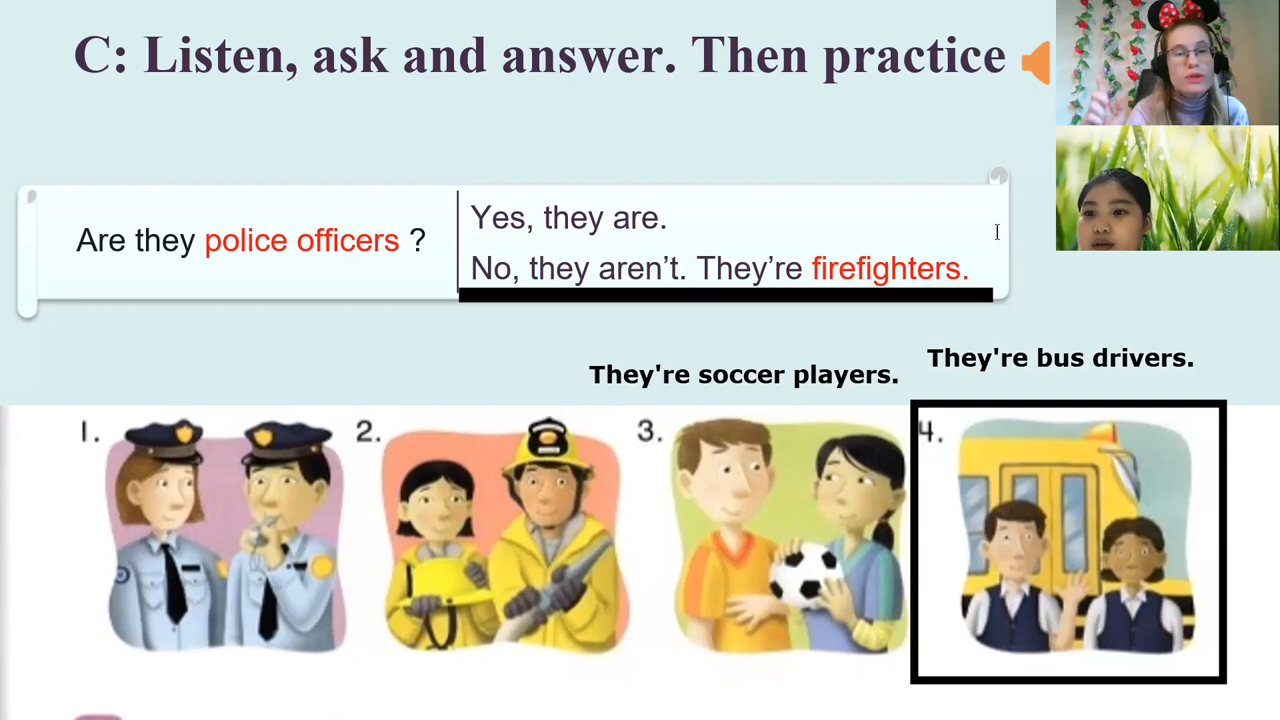 C: Listen, ask and answer. Then practice
Are they police officers ?
Yes, they are.
No, they aren't. They're firefighters.
They're soccer players.
They're bus drivers.
1.
2.
3.
4.